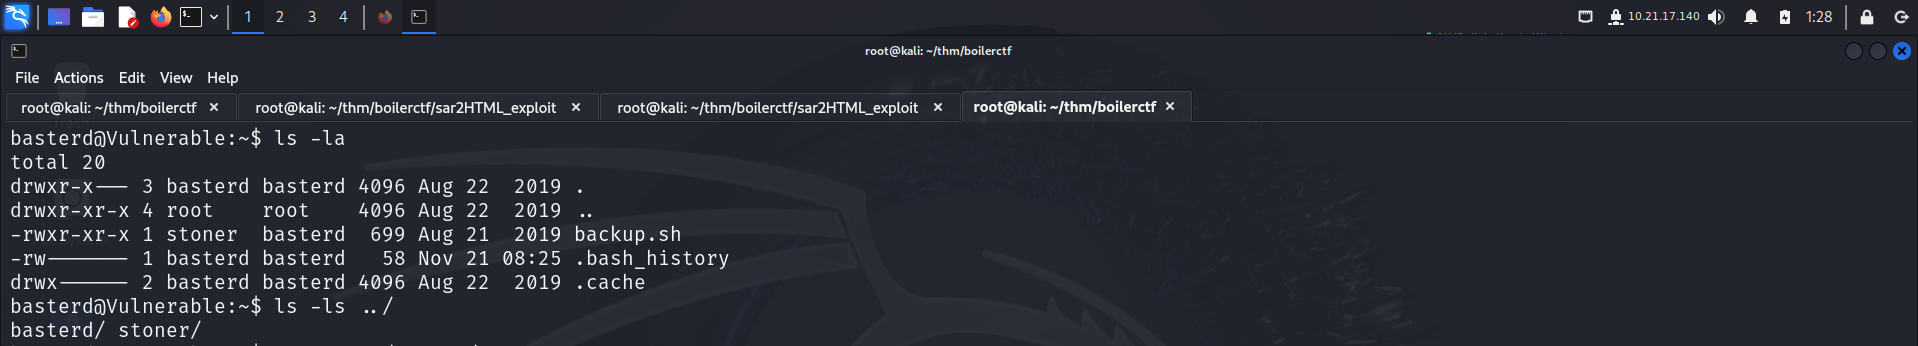 1 2 3 4 10.21.17.140 1:28
root@kali: ~/thm/boilerctf
File Actions Edit View Help
root@kali: ~/thm/boilerctf × root@kali: ~/thm/boilerctf/sar2HTML_exploit × root@kali: ~/thm/boilerctf/sar2HTML_exploit × root@kali: ~/thm/boilerctf ×
basterd@Vulnerable:~$ ls -la
total 20
drwxr-x--- 3 basterd basterd 4096 Aug 22  2019 .
drwxr-xr-x 4 root    root    4096 Aug 22  2019 ..
-rwxr-xr-x 1 stoner  basterd  699 Aug 21  2019 backup.sh
-rw------- 1 basterd basterd   58 Nov 21 08:25 .bash_history
drwx------ 2 basterd basterd 4096 Aug 22  2019 .cache
basterd@Vulnerable:~$ ls -ls ../
basterd/ stoner/